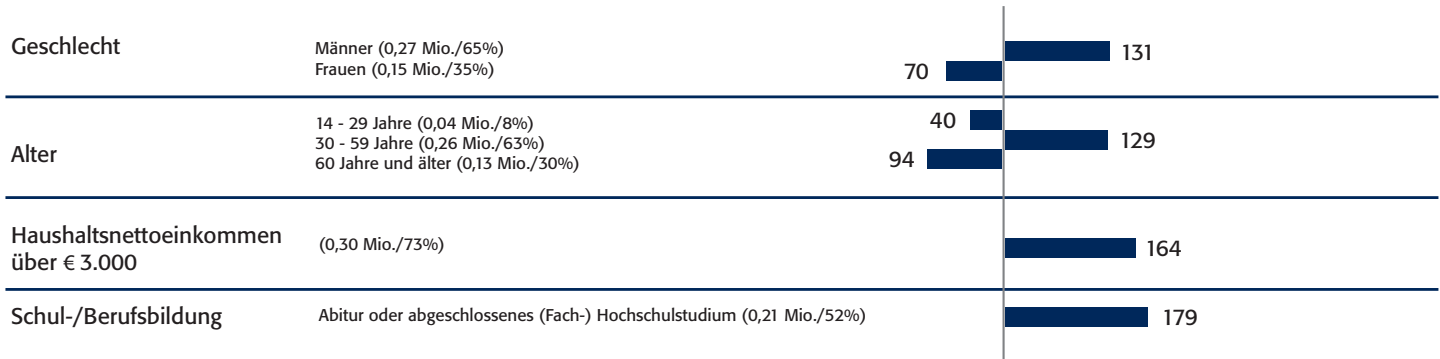 Geschlecht
Männer (0,27 Mio./65%)
131
Frauen (0,15 Mio./35%)
70
Alter
14 - 29 Jahre (0,04 Mio./8%)
40
30 - 59 Jahre (0,26 Mio./63%)
129
60 Jahre und älter (0,13 Mio./30%)
94
Haushaltsnettoeinkommen
über € 3.000
(0,30 Mio./73%)
164
Schul-/Berufsbildung
Abitur oder abgeschlossenes (Fach-) Hochschulstudium (0,21 Mio./52%)
179